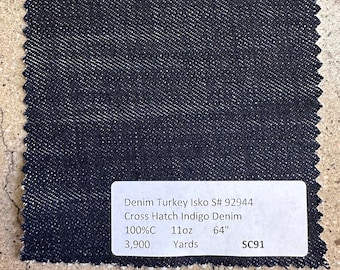 Denim Turkey Isko S# 92944
Cross Hatch Indigo Denim
100%C 11oz 64"
3,900 Yards SC91